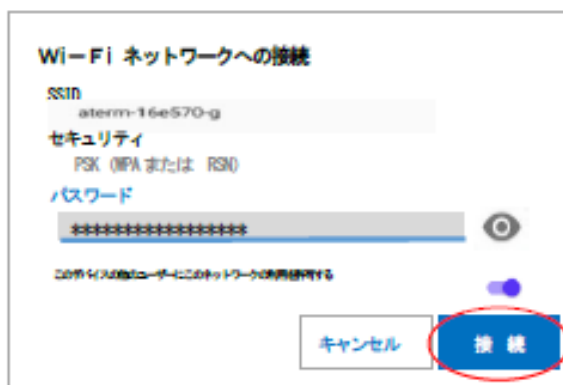 Wi-Fi ネットワークへの接続
SSID
aterm-16e570-g
セキュリティ
PSK (WPA または RSN)
パスワード
*****************
このデバイスの他のユーザーにこのネットワークの利用を許可する
キャンセル
接 続